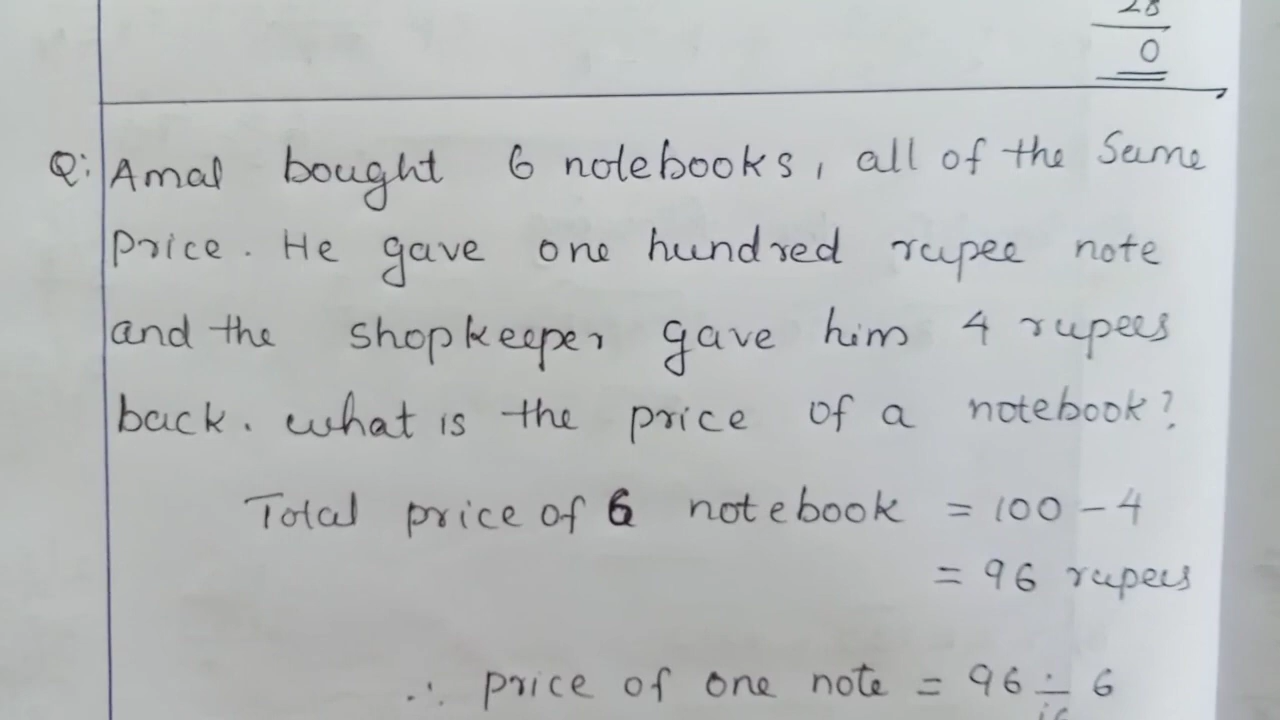 28
0
Q: Amal bought 6 notebooks, all of the same
price. He gave one hundred rupee note
and the shopkeeper gave him 4 rupees
back. what is the price of a notebook?
Total price of 6 notebook = 100 - 4
= 96 rupees
∴ price of one note = 96 ÷ 6